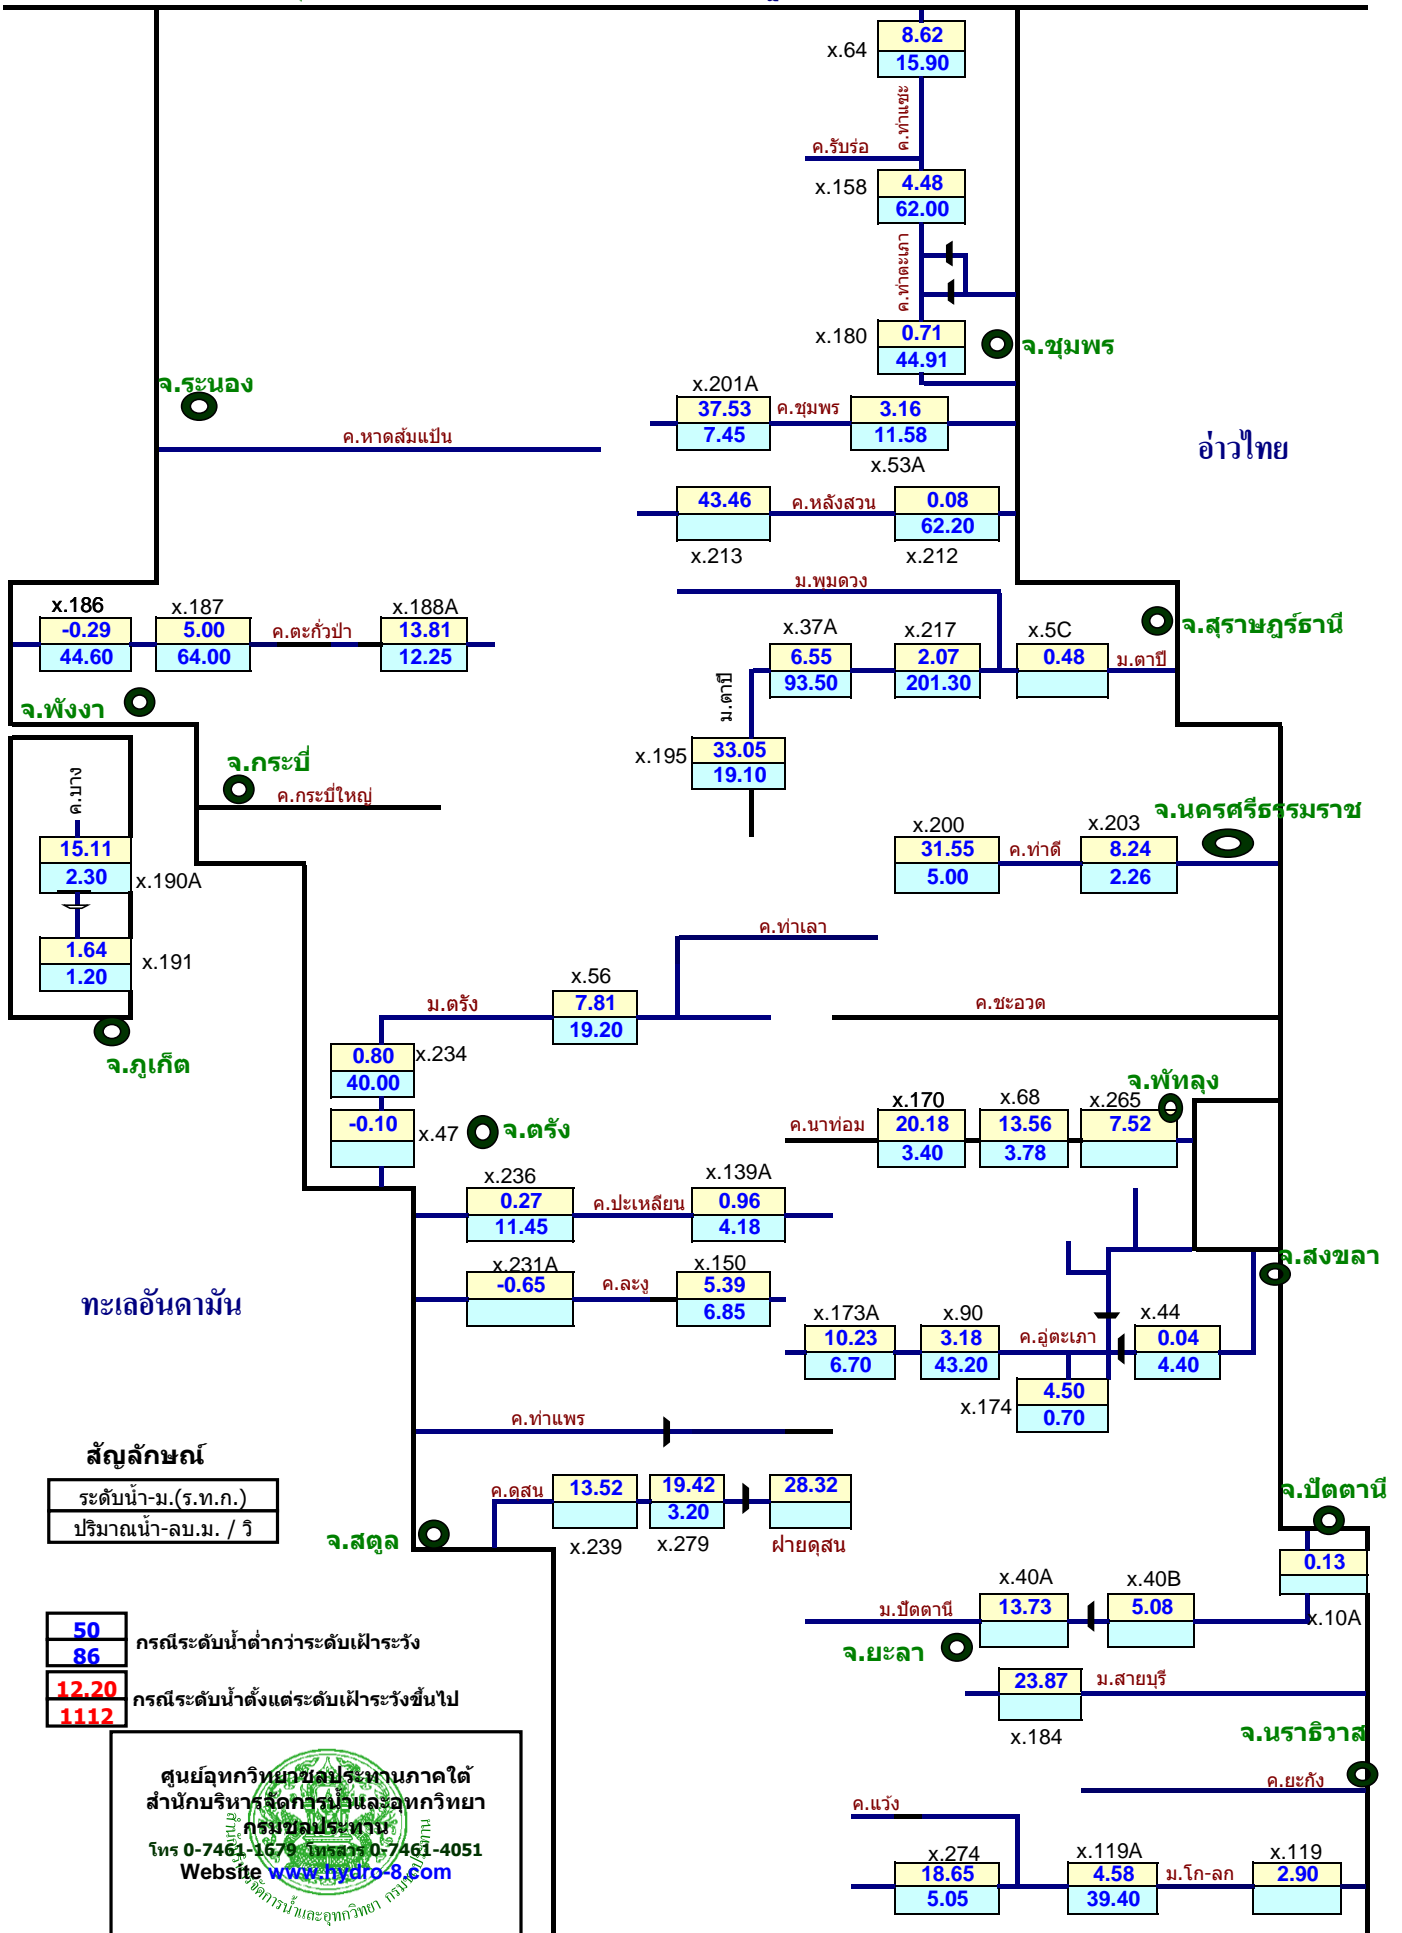 8.62
x.64
15.90
ค.ท่าแซะ
ค.รับร่อ
x.158
4.48
62.00
ค.ท่าตะเภา
x.180
0.71
44.91
จ.ชุมพร
จ.ระนอง
x.201A
37.53
ค.ชุมพร
3.16
7.45
11.58
ค.หาดส้มแป้น
x.53A
อ่าวไทย
43.46
ค.หลังสวน
0.08
62.20
x.213
x.212
ม.พุมดวง
x.186
x.187
x.188A
-0.29
5.00
ค.ตะกั่วป่า
13.81
44.60
64.00
12.25
x.37A
x.217
x.5C
จ.สุราษฎร์ธานี
6.55
2.07
0.48
ม.ตาปี
93.50
201.30
ม.ตาปี
จ.พังงา
x.195
33.05
19.10
จ.กระบี่
ค.กระบี่ใหญ่
ค.บาง
จ.นครศรีธรรมราช
x.200
x.203
31.55
ค.ท่าดี
8.24
5.00
2.26
15.11
2.30
x.190A
1.64
x.191
1.20
จ.ภูเก็ต
ค.ท่าเลา
x.56
ม.ตรัง
7.81
19.20
ค.ชะอวด
0.80
x.234
40.00
-0.10
x.47
จ.ตรัง
จ.พัทลุง
x.170
x.68
x.265
ค.นาท่อม
20.18
13.56
7.52
3.40
3.78
x.236
x.139A
0.27
ค.ปะเหลียน
0.96
11.45
4.18
x.231A
x.150
-0.65
ค.ละงู
5.39
6.85
จ.สงขลา
ทะเลอันดามัน
x.173A
x.90
x.44
10.23
3.18
ค.อู่ตะเภา
0.04
6.70
43.20
4.40
x.174
4.50
0.70
ค.ท่าแพร
สัญลักษณ์
ระดับน้ำ-ม.(ร.ท.ก.)
ปริมาณน้ำ-ลบ.ม. / วิ
ค.ดุสน
13.52
19.42
28.32
3.20
x.239
x.279
ฝายดุสน
จ.สตูล
จ.ปัตตานี
0.13
x.10A
x.40A
x.40B
ม.ปัตตานี
13.73
5.08
จ.ยะลา
50
86
กรณีระดับน้ำต่ำกว่าระดับเฝ้าระวัง
12.20
1112
กรณีระดับน้ำตั้งแต่ระดับเฝ้าระวังขึ้นไป
23.87
ม.สายบุรี
x.184
จ.นราธิวาส
ค.ยะกัง
ค.แว้ง
x.274
x.119A
x.119
18.65
4.58
ม.โก-ลก
2.90
5.05
39.40
ศูนย์อุทกวิทยาชลประทานภาคใต้
สำนักบริหารจัดการน้ำและอุทกวิทยา
กรมชลประทาน
โทร 0-7461-1679 โทรสาร 0-7461-4051
Website www.hydro-8.com